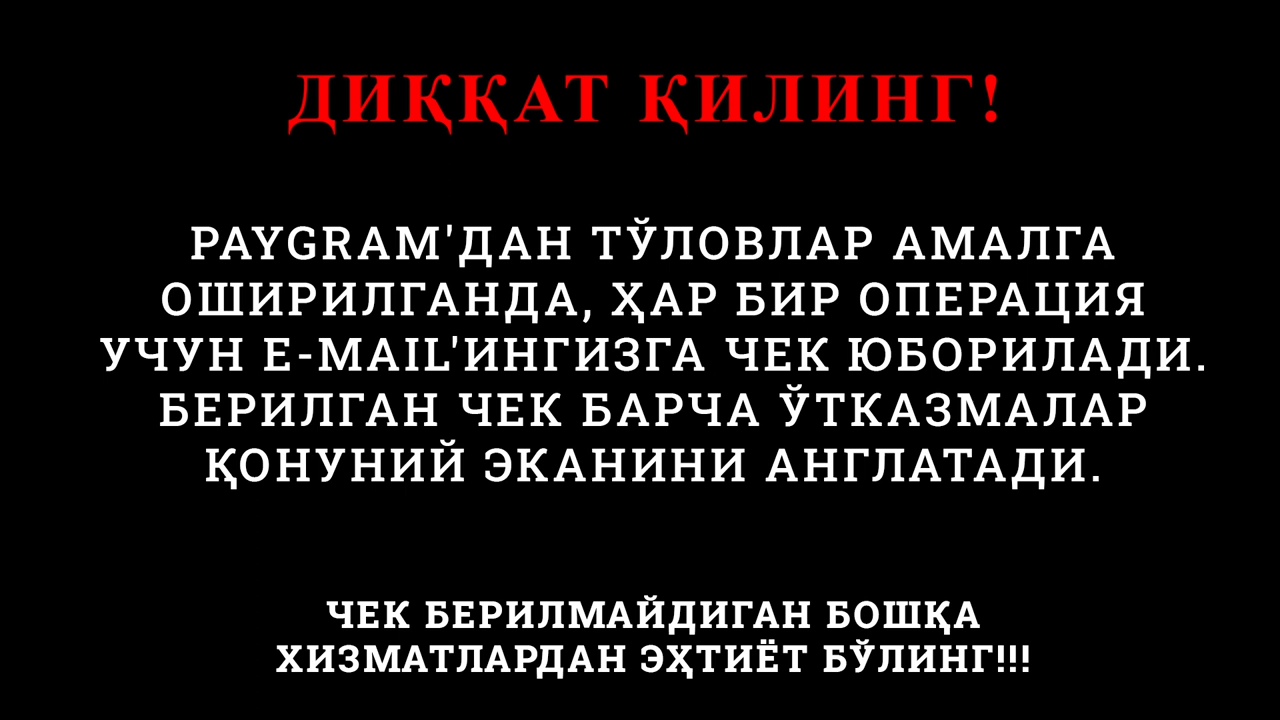 ДИҚҚАТ ҚИЛИНГ!
PAYGRAM'ДАН ТЎЛОВЛАР АМАЛГА
ОШИРИЛГАНДА, ҲАР БИР ОПЕРАЦИЯ
УЧУН E-MAIL'ИНГИЗГА ЧЕК ЮБОРИЛАДИ.
БЕРИЛГАН ЧЕК БАРЧА ЎТКАЗМАЛАР
ҚОНУНИЙ ЭКАНИНИ АНГЛАТАДИ.
ЧЕК БЕРИЛМАЙДИГАН БОШҚА
ХИЗМАТЛАРДАН ЭҲТИЁТ БЎЛИНГ!!!